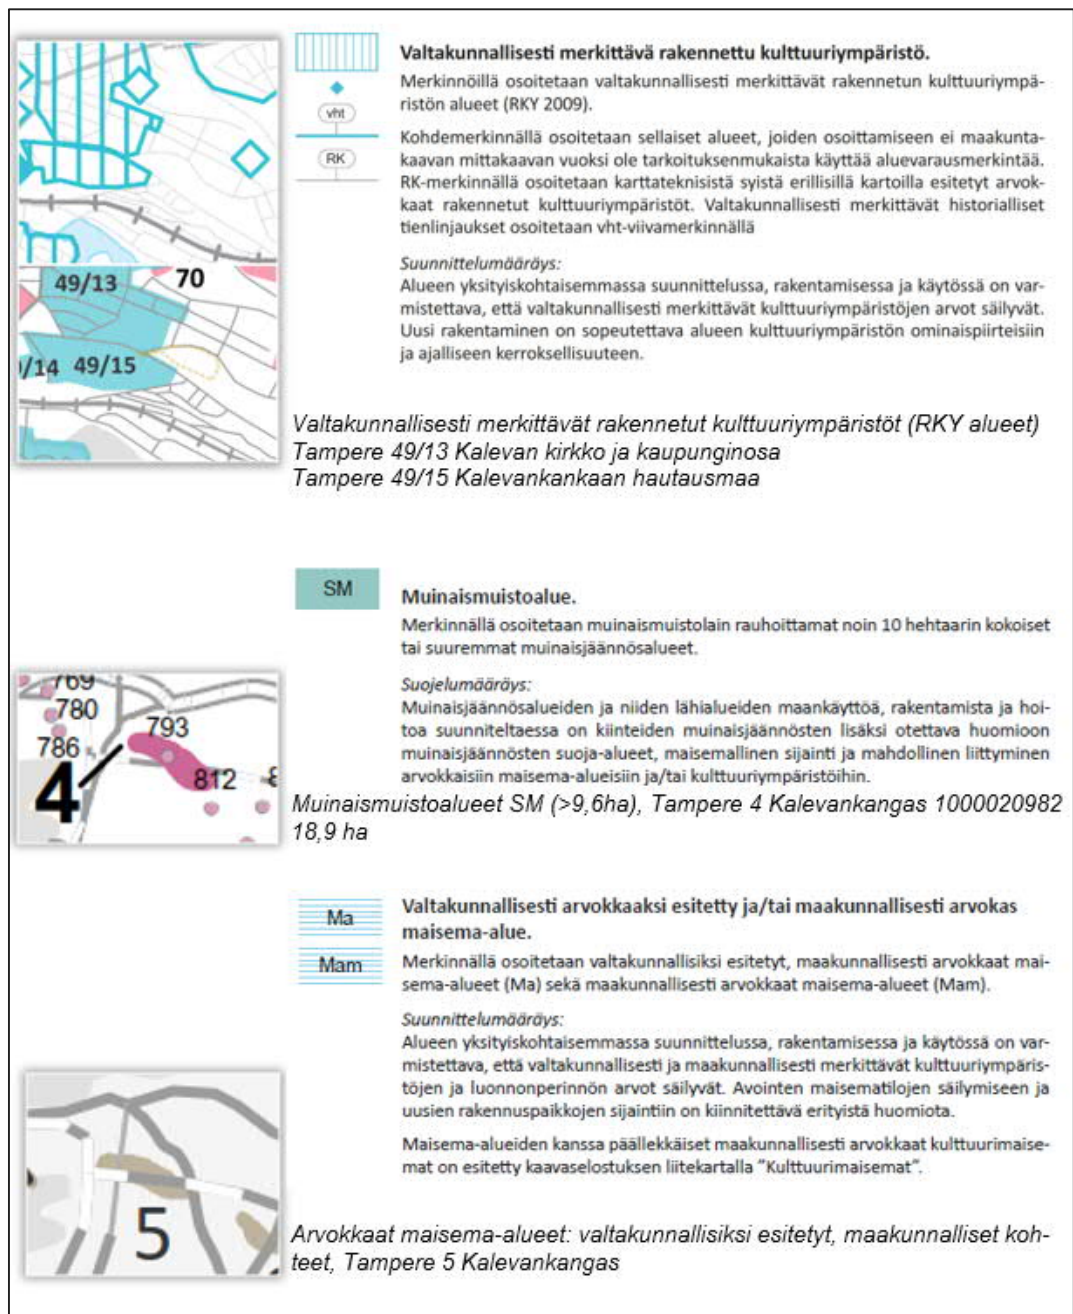 Valtakunnallisesti merkittävä rakennettu kulttuuriympäristö.
Merkinnöillä osoitetaan valtakunnallisesti merkittävät rakennetun kulttuuriympä-
ristön alueet (RKY 2009).
vht
Kohdemerkinnällä osoitetaan sellaiset alueet, joiden osoittamiseen ei maakunta-
kaavan mittakaavan vuoksi ole tarkoituksenmukaista käyttää aluevarausmerkintää.
RK
RK-merkinnällä osoitetaan karttateknisistä syistä erillisillä kartoilla esitetyt arvok-
kaat rakennetut kulttuuriympäristöt. Valtakunnallisesti merkittävät historialliset
tienlinjaukset osoitetaan vht-viivamerkinnällä
Suunnittelumääräys:
Alueen yksityiskohtaisemmassa suunnittelussa, rakentamisessa ja käytössä on var-
mistettava, että valtakunnallisesti merkittävät kulttuuriympäristöjen arvot säilyvät.
Uusi rakentaminen on sopeutettava alueen kulttuuriympäristön ominaispiirteisiin
ja ajalliseen kerroksellisuuteen.
49/13
70
/14
49/15
Valtakunnallisesti merkittävät rakennetut kulttuuriympäristöt (RKY alueet)
Tampere 49/13 Kalevan kirkko ja kaupunginosa
Tampere 49/15 Kalevankankaan hautausmaa
SM
Muinaismuistoalue.
Merkinnällä osoitetaan muinaismuistolain rauhoittamat noin 10 hehtaarin kokoiset
tai suuremmat muinaisjäännösalueet.
Suojelumääräys:
Muinaisjäännösalueiden ja niiden lähialueiden maankäyttöä, rakentamista ja hoi-
toa suunniteltaessa on kiinteiden muinaisjäännösten lisäksi otettava huomioon
muinaisjäännösten suoja-alueet, maisemallinen sijainti ja mahdollinen liittyminen
arvokkaisiin maisema-alueisiin ja/tai kulttuuriympäristöihin.
769
780
793
786
812
4
Muinaismuistoalueet SM (>9,6ha), Tampere 4 Kalevankangas 1000020982
18,9 ha
Ma
Mam
Valtakunnallisesti arvokkaaksi esitetty ja/tai maakunnallisesti arvokas
maisema-alue.
Merkinnällä osoitetaan valtakunnallisiksi esitetyt, maakunnallisesti arvokkaat mai-
sema-alueet (Ma) sekä maakunnallisesti arvokkaat maisema-alueet (Mam).
Suunnittelumääräys:
Alueen yksityiskohtaisemmassa suunnittelussa, rakentamisessa ja käytössä on var-
mistettava, että valtakunnallisesti ja maakunnallisesti merkittävät kulttuuriympäris-
töjen ja luonnonperinnön arvot säilyvät. Avointen maisematilojen säilymiseen ja
uusien rakennuspaikkojen sijaintiin on kiinnitettävä erityistä huomiota.
Maisema-alueiden kanssa päällekkäiset maakunnallisesti arvokkaat kulttuurimaise-
mat on esitetty kaavaselostuksen liitekartalla "Kulttuurimaisemat".
5
Arvokkaat maisema-alueet: valtakunnallisiksi esitetyt, maakunnalliset koh-
teet, Tampere 5 Kalevankangas